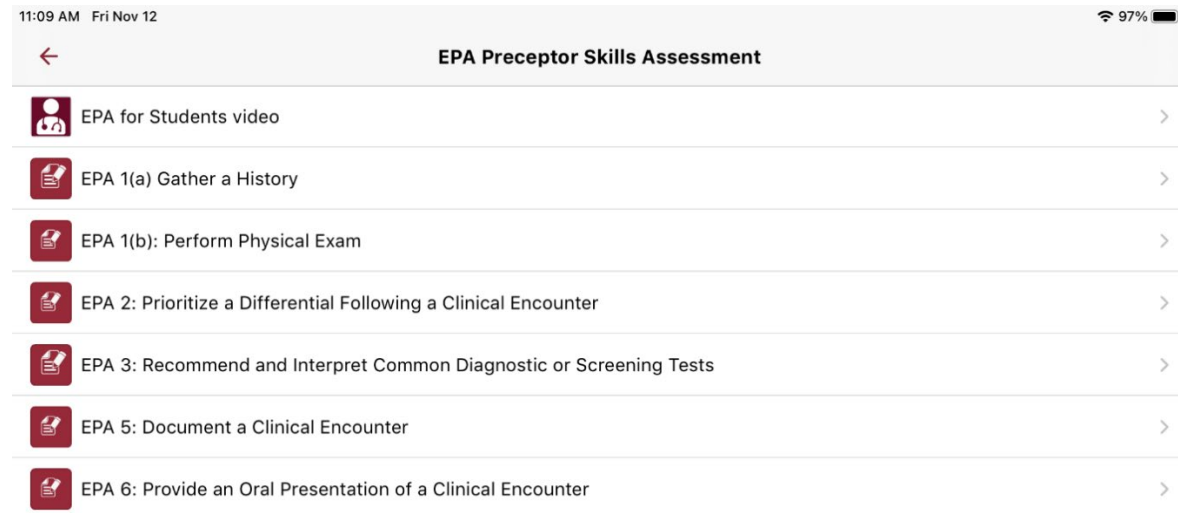 11:09 AM Fri Nov 12 97%
EPA Preceptor Skills Assessment
EPA for Students video
EPA 1(a) Gather a History
EPA 1(b): Perform Physical Exam
EPA 2: Prioritize a Differential Following a Clinical Encounter
EPA 3: Recommend and Interpret Common Diagnostic or Screening Tests
EPA 5: Document a Clinical Encounter
EPA 6: Provide an Oral Presentation of a Clinical Encounter